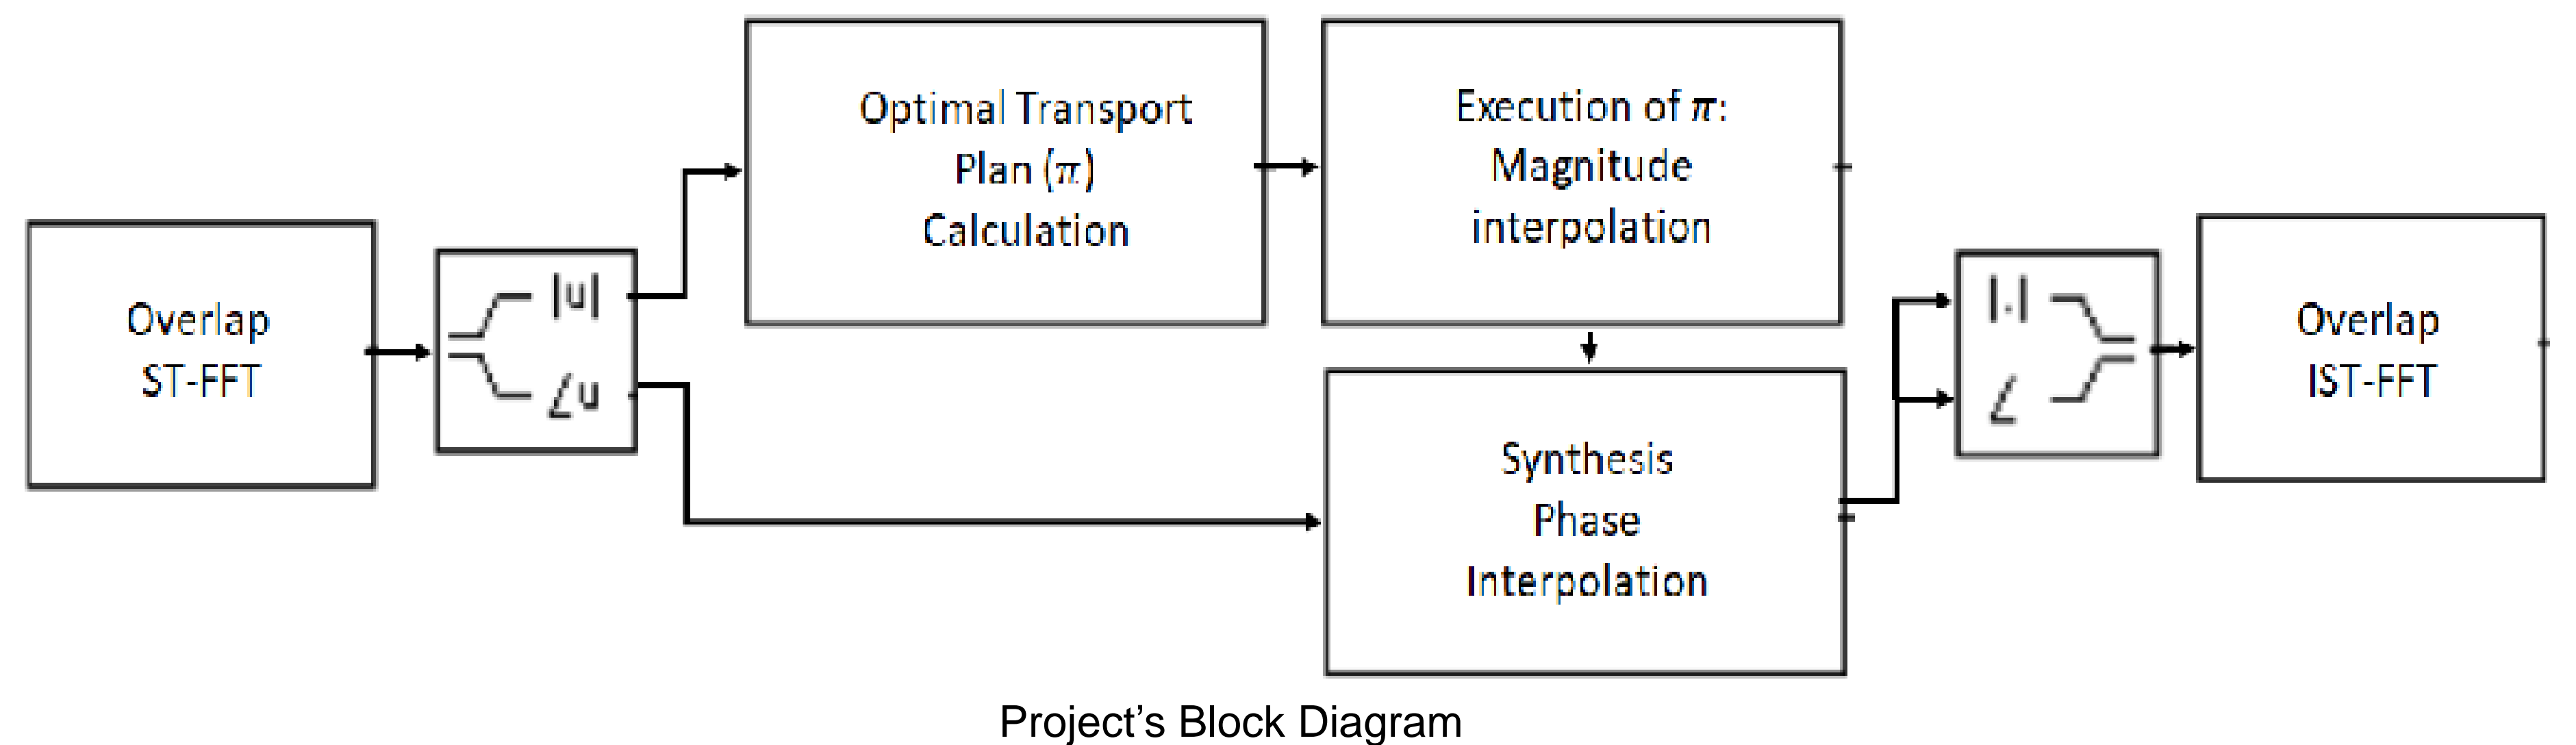 Overlap
ST-FFT
|u|
∠u
Optimal Transport
Plan (π)
Calculation
Execution of π:
Magnitude
interpolation
Synthesis
Phase
Interpolation
|·|
∠
Overlap
IST-FFT
Project’s Block Diagram